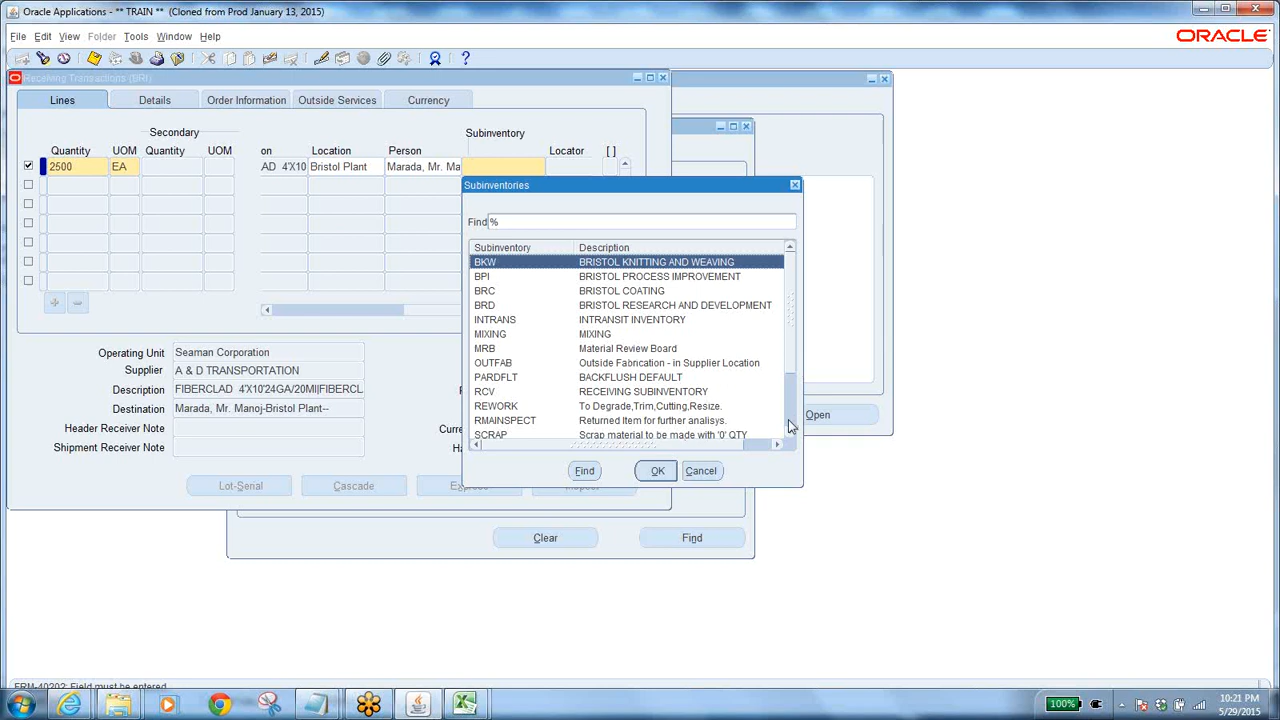 Oracle Applications - ** TRAIN ** (Cloned from Prod January 13, 2015)
File Edit View Folder Tools Window Help
ORACLE
Receiving Transactions (BRI)
Lines Details Order Information Outside Services Currency
Secondary Subinventory
Quantity UOM Quantity UOM on Location Person Locator [ ]
2500 EA AD 4'X10 Bristol Plant Marada, Mr. Ma
Subinventories
Find %
Subinventory Description
BKW BRISTOL KNITTING AND WEAVING
BPI BRISTOL PROCESS IMPROVEMENT
BRC BRISTOL COATING
BRD BRISTOL RESEARCH AND DEVELOPMENT
INTRANS INTRANSIT INVENTORY
MIXING MIXING
MRB Material Review Board
OUTFAB Outside Fabrication - in Supplier Location
PARDFLT BACKFLUSH DEFAULT
RCV RECEIVING SUBINVENTORY
REWORK To Degrade,Trim,Cutting,Resize.
RMAINSPECT Returned Item for further analisys.
SCRAP Scrap material to be made with '0' QTY
Find OK Cancel
Operating Unit Seaman Corporation
Supplier A & D TRANSPORTATION
Description FIBERCLAD 4'X10'24GA/20MI|FIBERCL
Destination Marada, Mr. Manoj-Bristol Plant--
Header Receiver Note
Shipment Receiver Note
Lot-Serial Cascade
Open
Clear Find
FRM-40202: Field must be entered.
100%
10:21 PM
5/29/2015